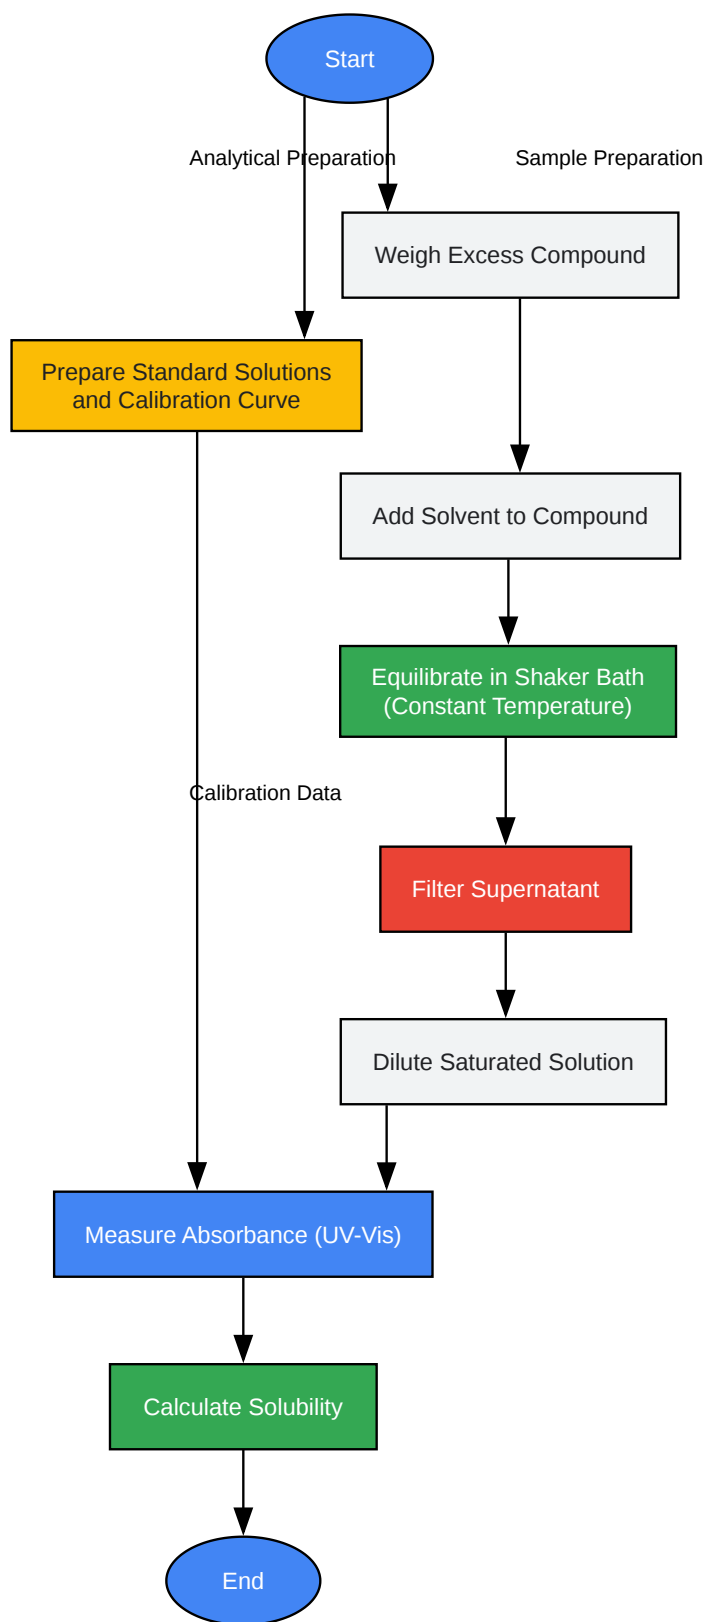 Start
Analytical Preparation
Sample Preparation
Weigh Excess Compound
Prepare Standard Solutions
and Calibration Curve
Add Solvent to Compound
Equilibrate in Shaker Bath
(Constant Temperature)
Calibration Data
Filter Supernatant
Dilute Saturated Solution
Measure Absorbance (UV-Vis)
Calculate Solubility
End